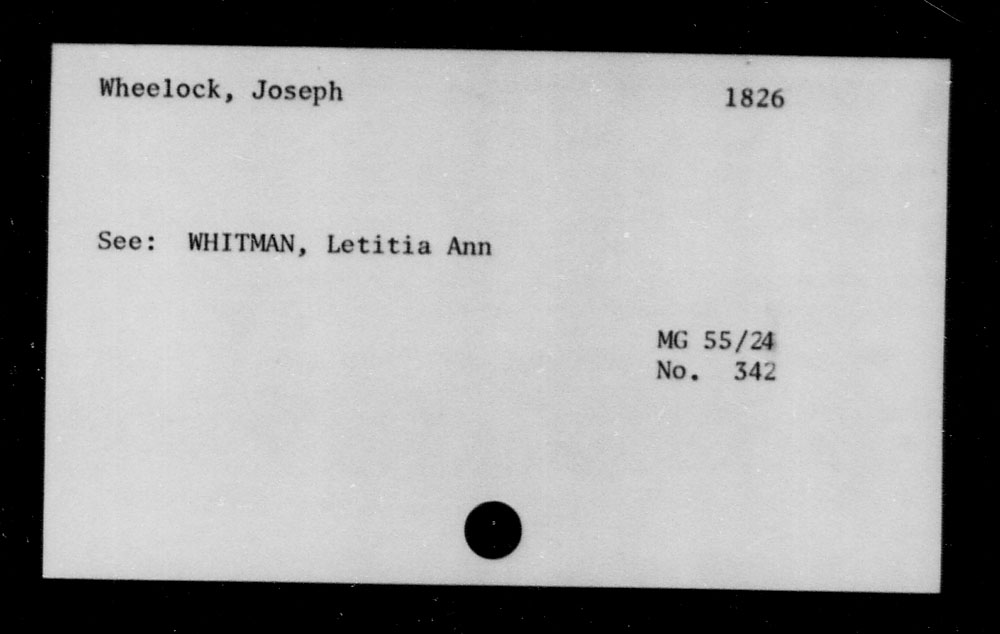 Wheelock, Joseph 1826
See: WHITMAN, Letitia Ann
MG 55/24
No. 342